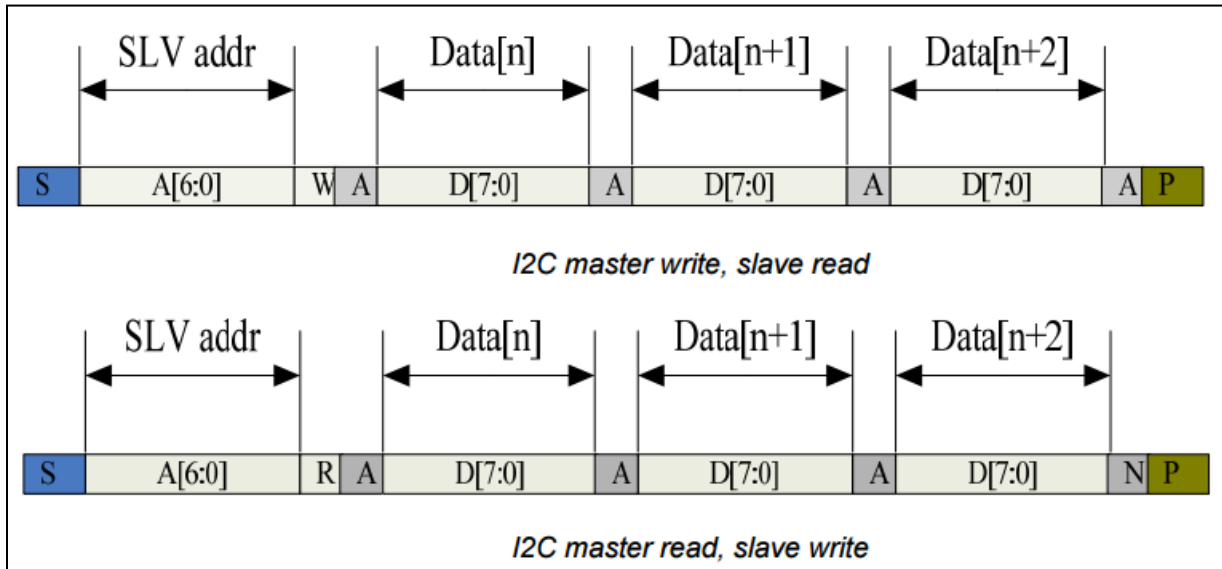 SLV addr Data[n] Data[n+1] Data[n+2]
S A[6:0] W A D[7:0] A D[7:0] A D[7:0] A P
I2C master write, slave read
SLV addr Data[n] Data[n+1] Data[n+2]
S A[6:0] R A D[7:0] A D[7:0] A D[7:0] N P
I2C master read, slave write